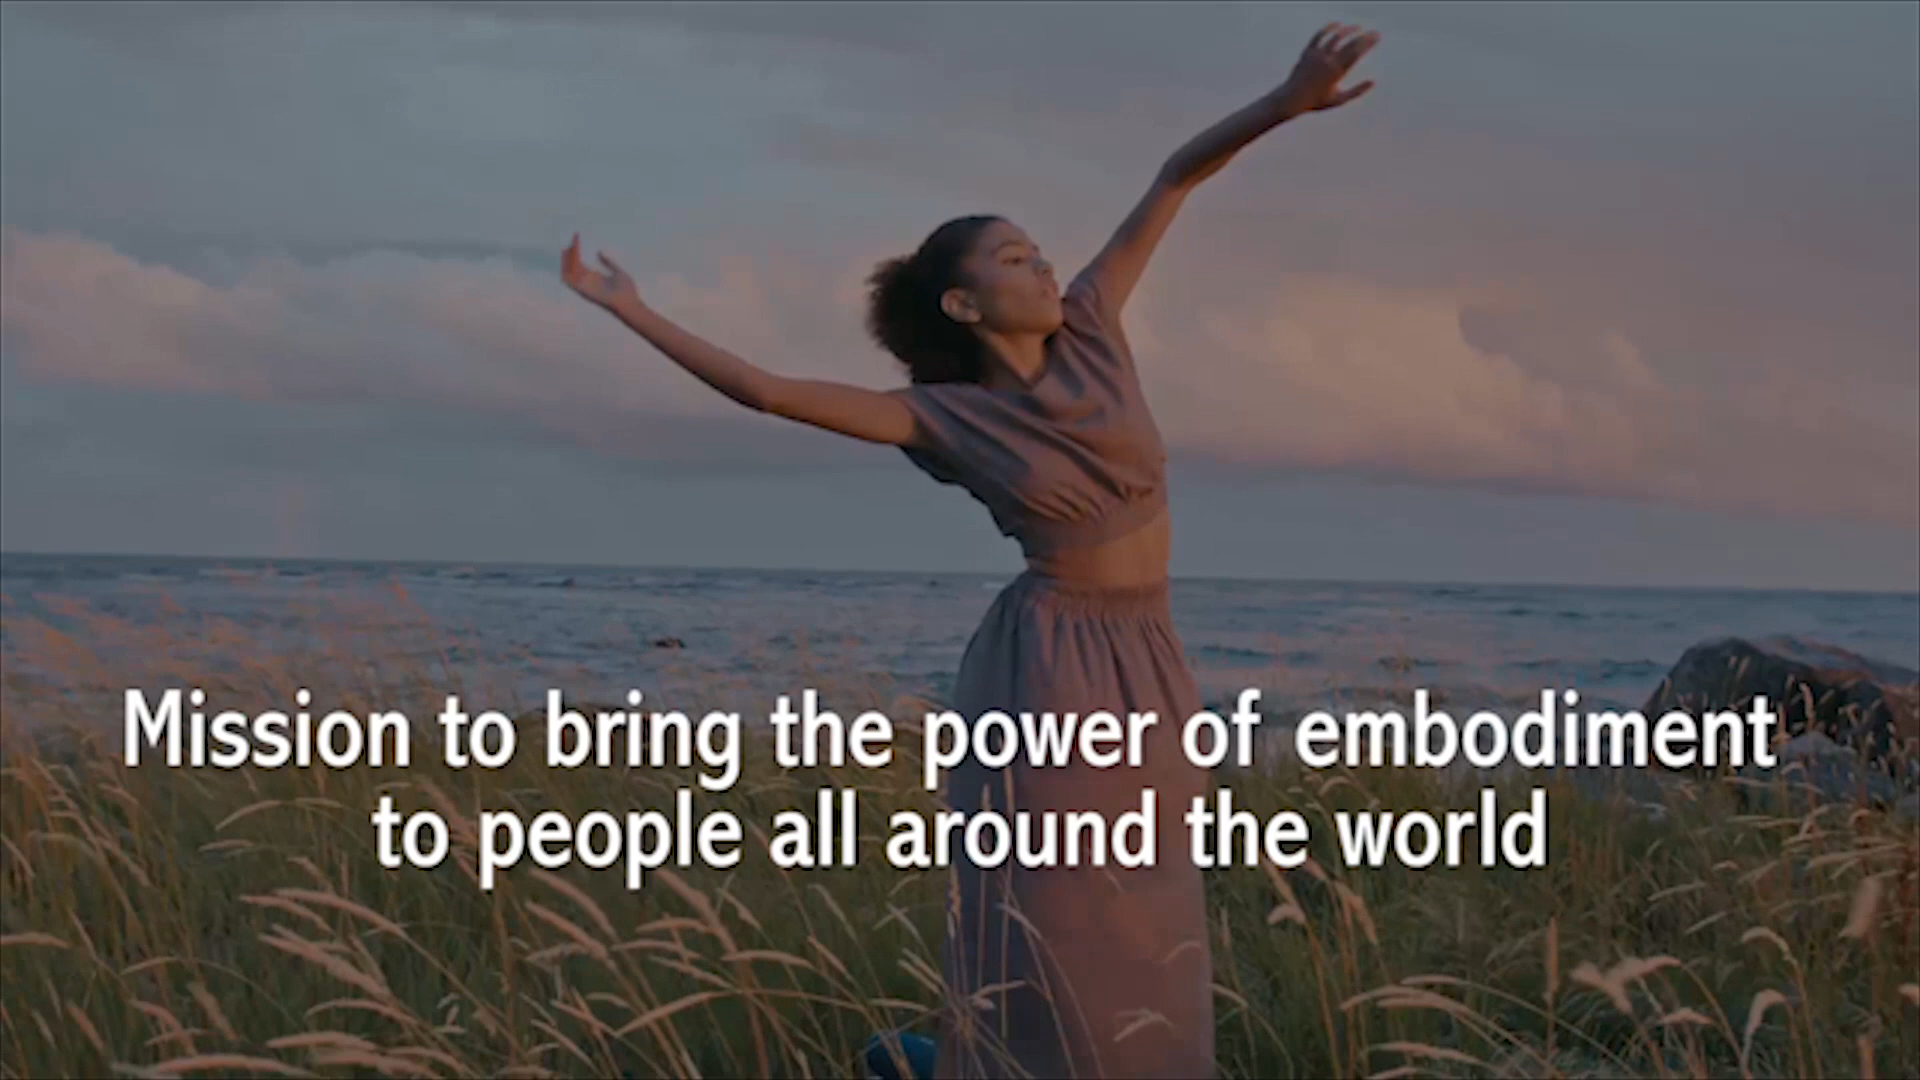 Mission to bring the power of embodiment
to people all around the world